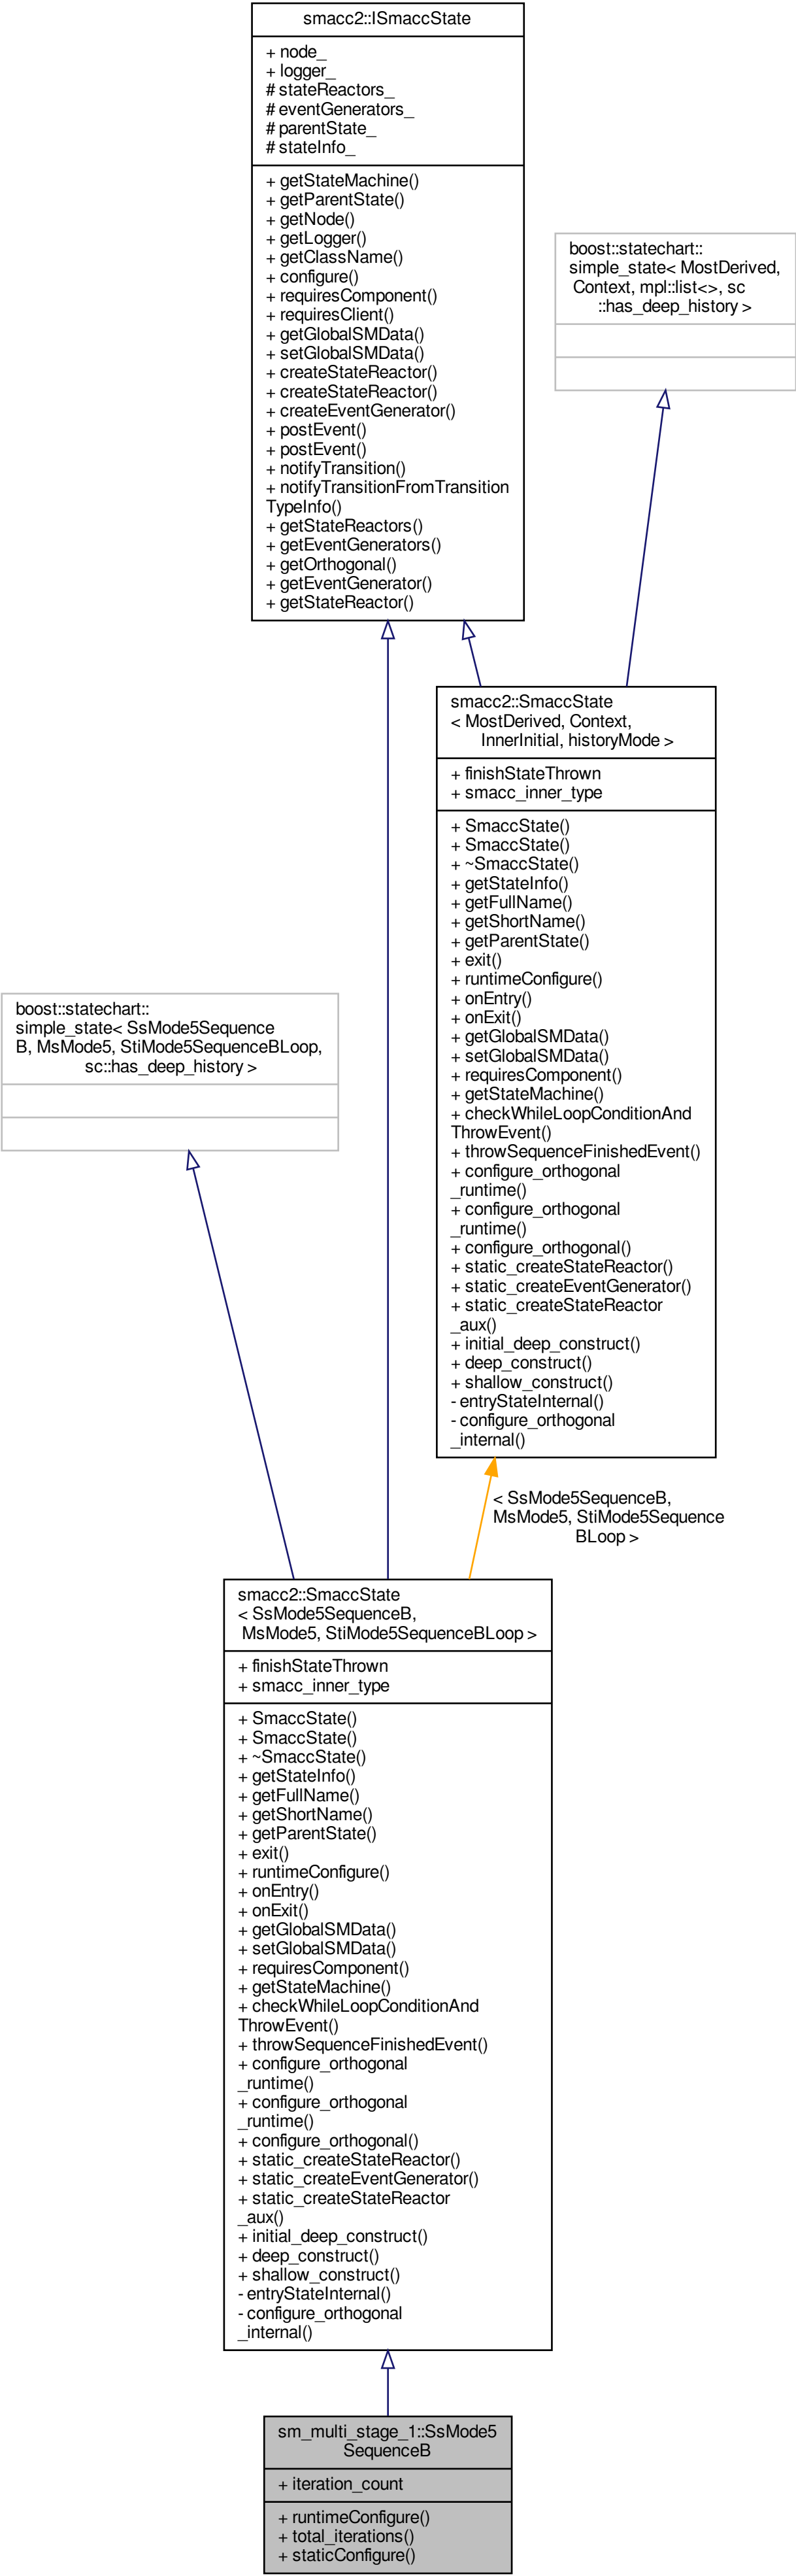 smacc2::ISmaccState
+ node_
+ logger_
# stateReactors_
# eventGenerators_
# parentState_
# stateInfo_
+ getStateMachine()
+ getParentState()
+ getNode()
+ getLogger()
+ getClassName()
+ configure()
+ requiresComponent()
+ requiresClient()
+ getGlobalSMData()
+ setGlobalSMData()
+ createStateReactor()
+ createStateReactor()
+ createEventGenerator()
+ postEvent()
+ postEvent()
+ notifyTransition()
+ notifyTransitionFromTransition
TypeInfo()
+ getStateReactors()
+ getEventGenerators()
+ getOrthogonal()
+ getEventGenerator()
+ getStateReactor()
boost::statechart::
simple_state< MostDerived,
Context, mpl::list<>, sc
::has_deep_history >
smacc2::SmaccState
< MostDerived, Context,
InnerInitial, historyMode >
+ finishStateThrown
+ smacc_inner_type
+ SmaccState()
+ SmaccState()
+ ~SmaccState()
+ getStateInfo()
+ getFullName()
+ getShortName()
+ getParentState()
+ exit()
+ runtimeConfigure()
+ onEntry()
+ onExit()
+ getGlobalSMData()
+ setGlobalSMData()
+ requiresComponent()
+ getStateMachine()
+ checkWhileLoopConditionAnd
ThrowEvent()
+ throwSequenceFinishedEvent()
+ configure_orthogonal
_runtime()
+ configure_orthogonal
_runtime()
+ configure_orthogonal()
+ static_createStateReactor()
+ static_createEventGenerator()
+ static_createStateReactor
_aux()
+ initial_deep_construct()
+ deep_construct()
+ shallow_construct()
- entryStateInternal()
- configure_orthogonal
_internal()
boost::statechart::
simple_state< SsMode5Sequence
B, MsMode5, StiMode5SequenceBLoop,
sc::has_deep_history >
< SsMode5SequenceB,
MsMode5, StiMode5Sequence
BLoop >
smacc2::SmaccState
< SsMode5SequenceB,
MsMode5, StiMode5SequenceBLoop >
+ finishStateThrown
+ smacc_inner_type
+ SmaccState()
+ SmaccState()
+ ~SmaccState()
+ getStateInfo()
+ getFullName()
+ getShortName()
+ getParentState()
+ exit()
+ runtimeConfigure()
+ onEntry()
+ onExit()
+ getGlobalSMData()
+ setGlobalSMData()
+ requiresComponent()
+ getStateMachine()
+ checkWhileLoopConditionAnd
ThrowEvent()
+ throwSequenceFinishedEvent()
+ configure_orthogonal
_runtime()
+ configure_orthogonal
_runtime()
+ configure_orthogonal()
+ static_createStateReactor()
+ static_createEventGenerator()
+ static_createStateReactor
_aux()
+ initial_deep_construct()
+ deep_construct()
+ shallow_construct()
- entryStateInternal()
- configure_orthogonal
_internal()
sm_multi_stage_1::SsMode5
SequenceB
+ iteration_count
+ runtimeConfigure()
+ total_iterations()
+ staticConfigure()